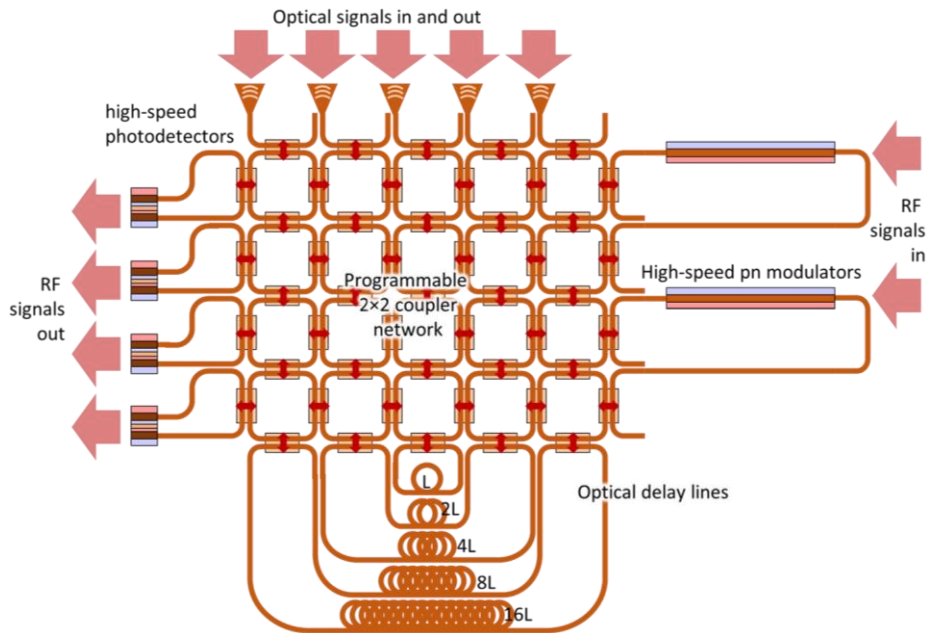 Optical signals in and out
high-speed
photodetectors
RF
signals
in
High-speed pn modulators
Programmable
2×2 coupler
network
RF
signals
out
L
2L
4L
8L
16L
Optical delay lines